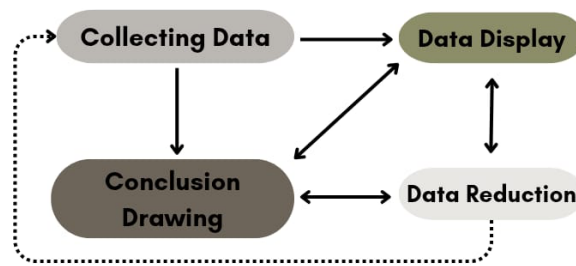 Collecting Data
Data Display
Conclusion
Drawing
Data Reduction